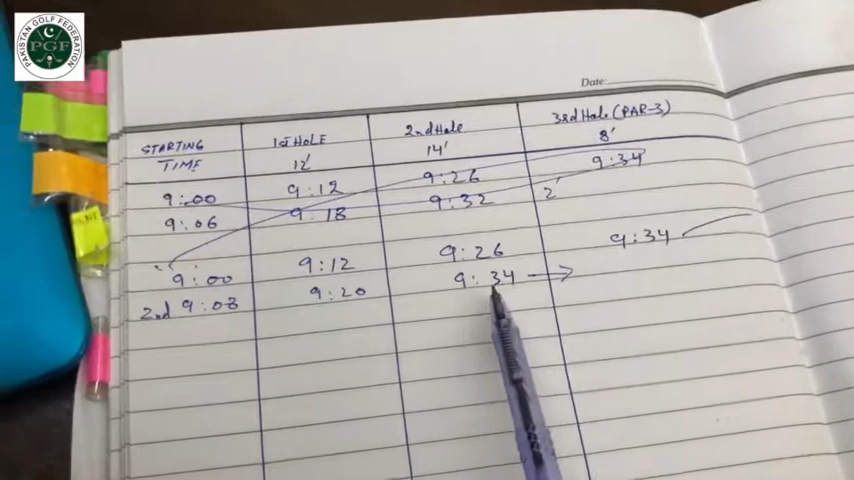 PAKISTAN GOLF FEDERATION
PGF
Date:
STARTING TIME
1st HOLE 12'
2nd Hole 14'
3rd Hole (PAR-3) 8'
9:00 9:12 9:26 9:34
9:06 9:18 9:32 2'
9:00 9:12 9:26 9:34
2nd 9:08 9:20 9:34 →